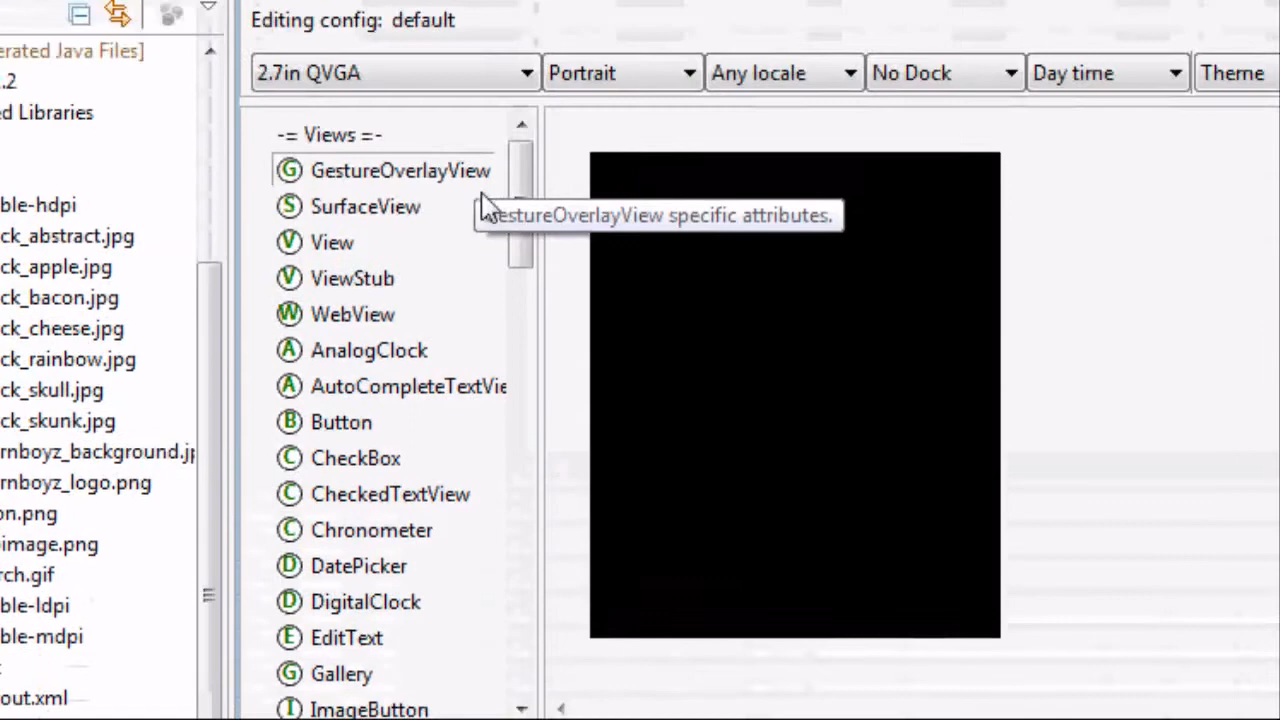 erated Java Files]
.2
ed Libraries
ble-hdpi
ck_abstract.jpg
ck_apple.jpg
ck_bacon.jpg
ck_cheese.jpg
ck_rainbow.jpg
ck_skull.jpg
ck_skunk.jpg
rnboyz_background.jp
rnboyz_logo.png
on.png
image.png
rch.gif
ble-ldpi
ble-mdpi
out.xml
Editing config: default
2.7in QVGA
Portrait
Any locale
No Dock
Day time
Theme
-= Views =-
G GestureOverlayView
estureOverlayView specific attributes.
S SurfaceView
V View
V ViewStub
W WebView
A AnalogClock
A AutoCompleteTextVie
B Button
C CheckBox
C CheckedTextView
C Chronometer
D DatePicker
D DigitalClock
E EditText
G Gallery
I ImageButton